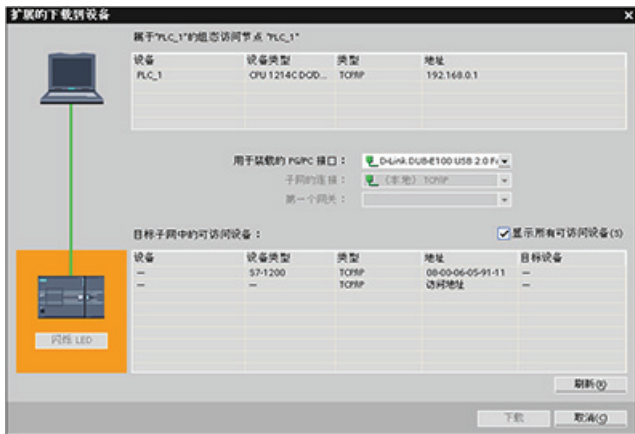 扩展的下载到设备
属于"PLC_1"的组态访问节点 "PLC_1"
设备 设备类型 类型 地址
PLC_1 CPU 1214C DC/D... TCP/IP 192.168.0.1
用于装载的 PG/PC 接口：
D-Link DUB-E100 USB 2.0 F
子网的连接：
（本地） TCP/IP
第一个网关：
目标子网中的可访问设备：
显示所有可访问设备(S)
设备 设备类型 类型 地址 目标设备
— S7-1200 TCP/IP 08-00-06-05-91-11 —
— — TCP/IP 访问地址 —
闪烁 LED
刷新(R)
下载
取消(C)